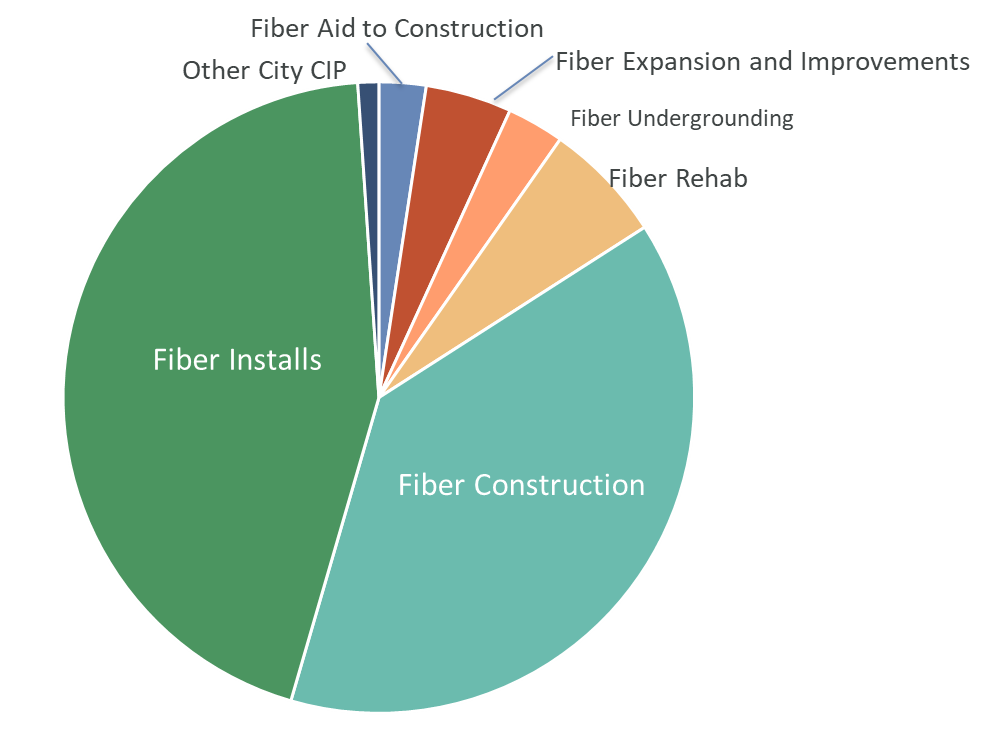 Fiber Aid to Construction
Fiber Expansion and Improvements
Other City CIP
Fiber Undergrounding
Fiber Rehab
Fiber Installs
Fiber Construction